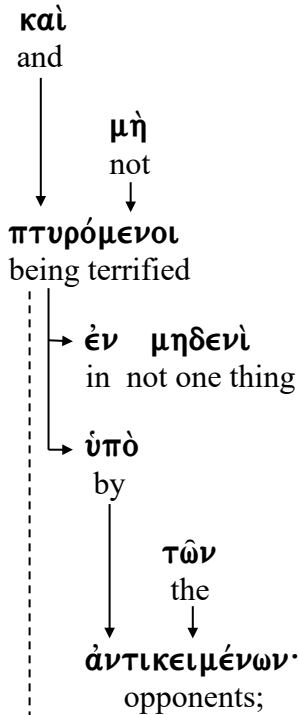 καὶ
and
μὴ
not
πτυρόμενοι
being terrified
ἐν μηδενὶ
in not one thing
ὑπὸ
by
τῶν
the
ἀντικειμένων·
opponents;